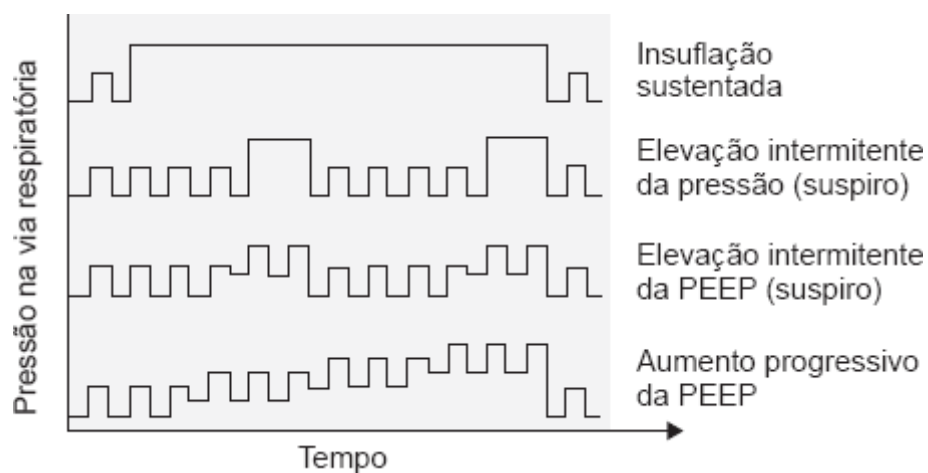 Pressão na via respiratória
Insuflação
sustentada
Elevação intermitente
da pressão (suspiro)
Elevação intermitente
da PEEP (suspiro)
Aumento progressivo
da PEEP
Tempo